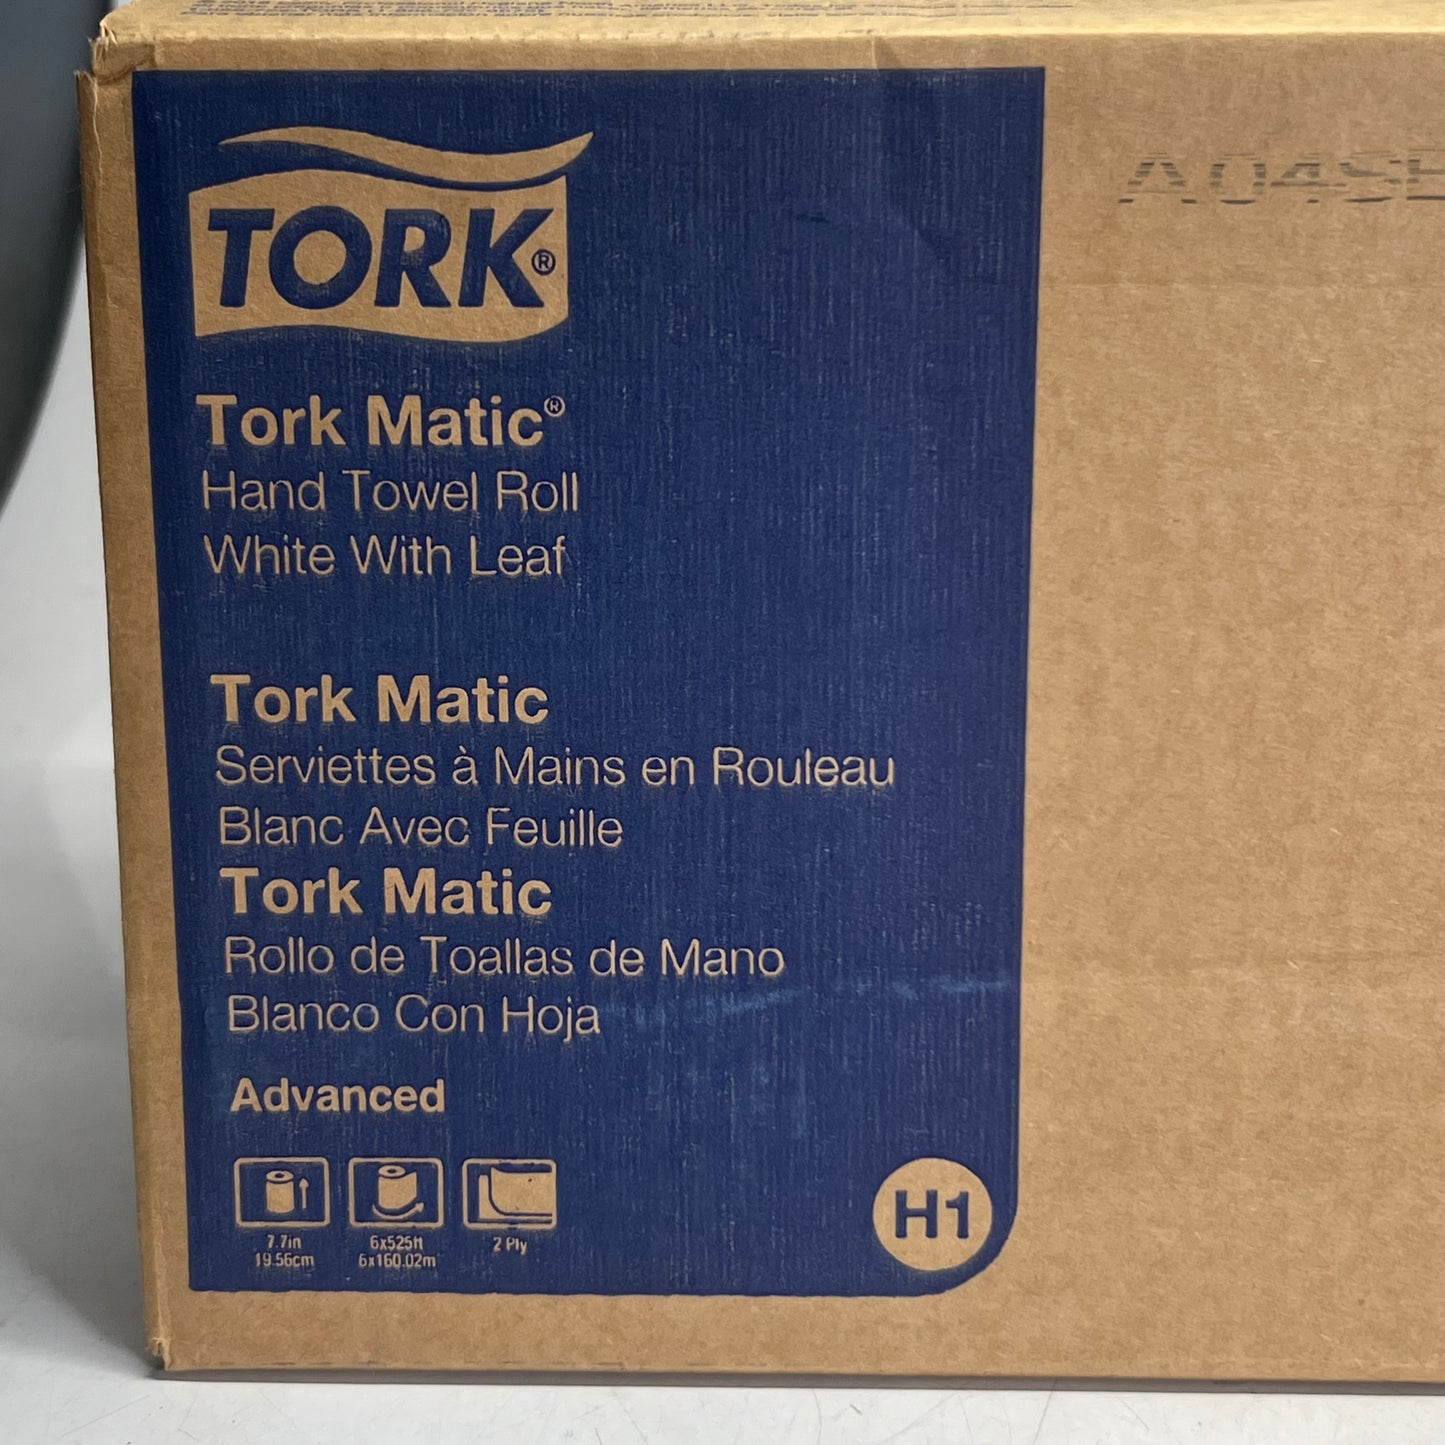 TORK®
Tork Matic®
Hand Towel Roll
White With Leaf
Tork Matic
Serviettes à Mains en Rouleau
Blanc Avec Feuille
Tork Matic
Rollo de Toallas de Mano
Blanco Con Hoja
Advanced
7.7in
19.56cm
6x525ft
6x160.02m
2 Ply
H1